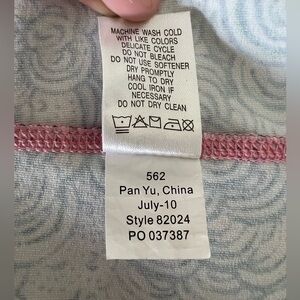 MACHINE WASH COLD
WITH LIKE COLORS
DELICATE CYCLE
DO NOT BLEACH
DO NOT USE SOFTENER
DRY PROMPTLY
HANG TO DRY
COOL IRON IF
NECESSARY
DO NOT DRY CLEAN
562
Pan Yu, China
July-10
Style 82024
PO 037387